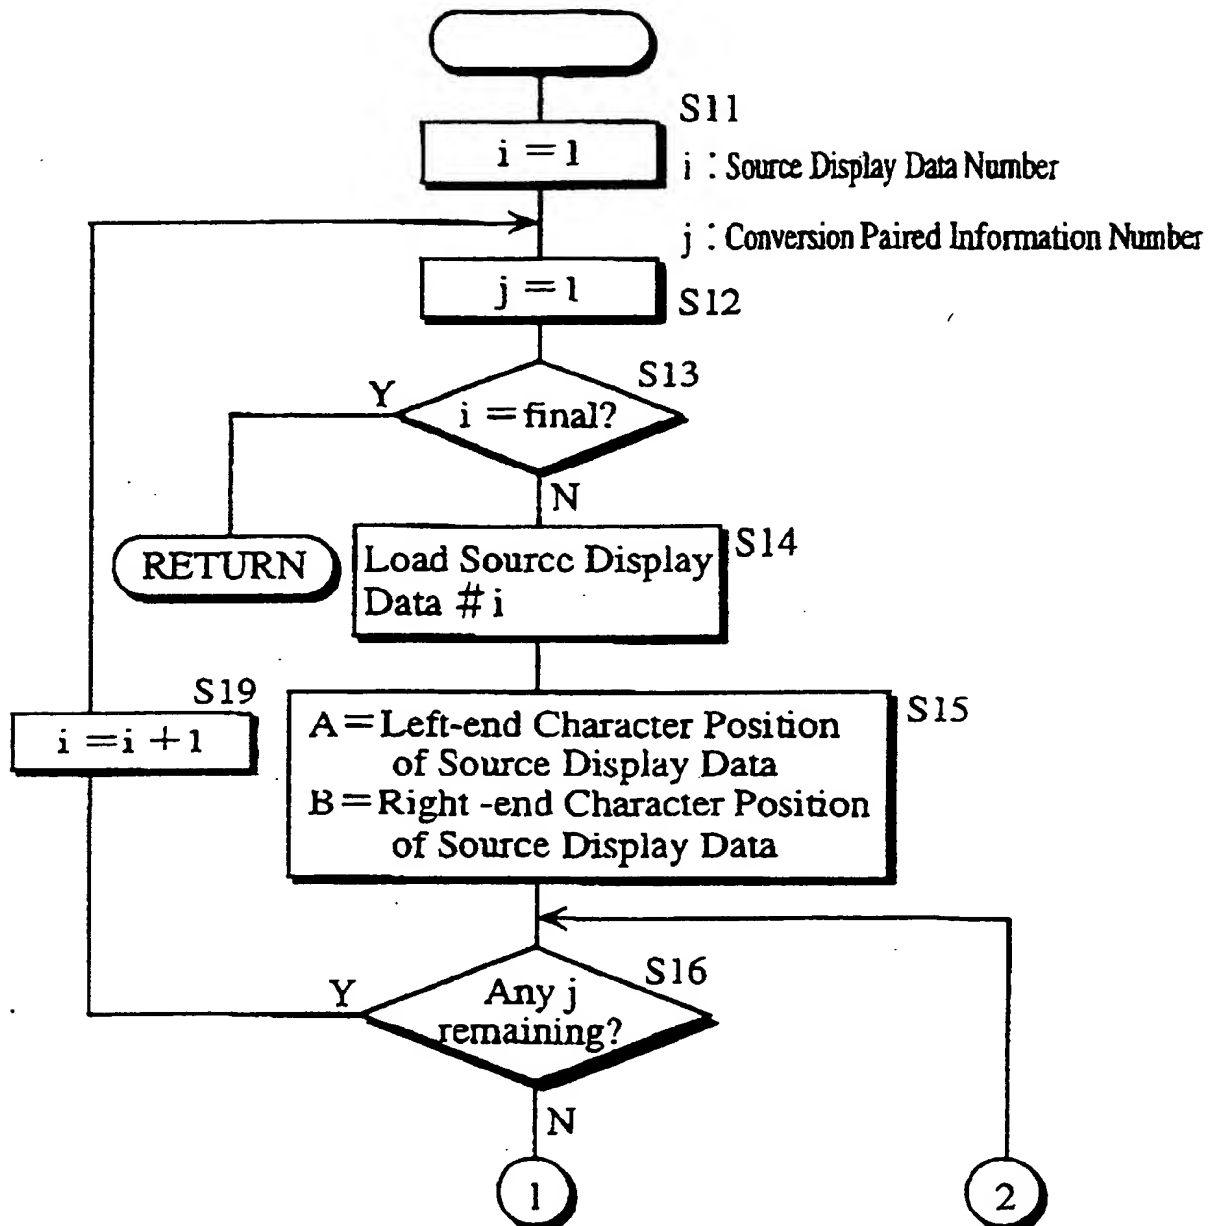 S11
i = 1
i : Source Display Data Number
j : Conversion Paired Information Number
j = 1
S12
S13
Y
i = final?
N
RETURN
Load Source Display
Data # i
S14
S19
i = i + 1
S15
A = Left-end Character Position
of Source Display Data
B = Right -end Character Position
of Source Display Data
S16
Y
Any j
remaining?
N
1
2